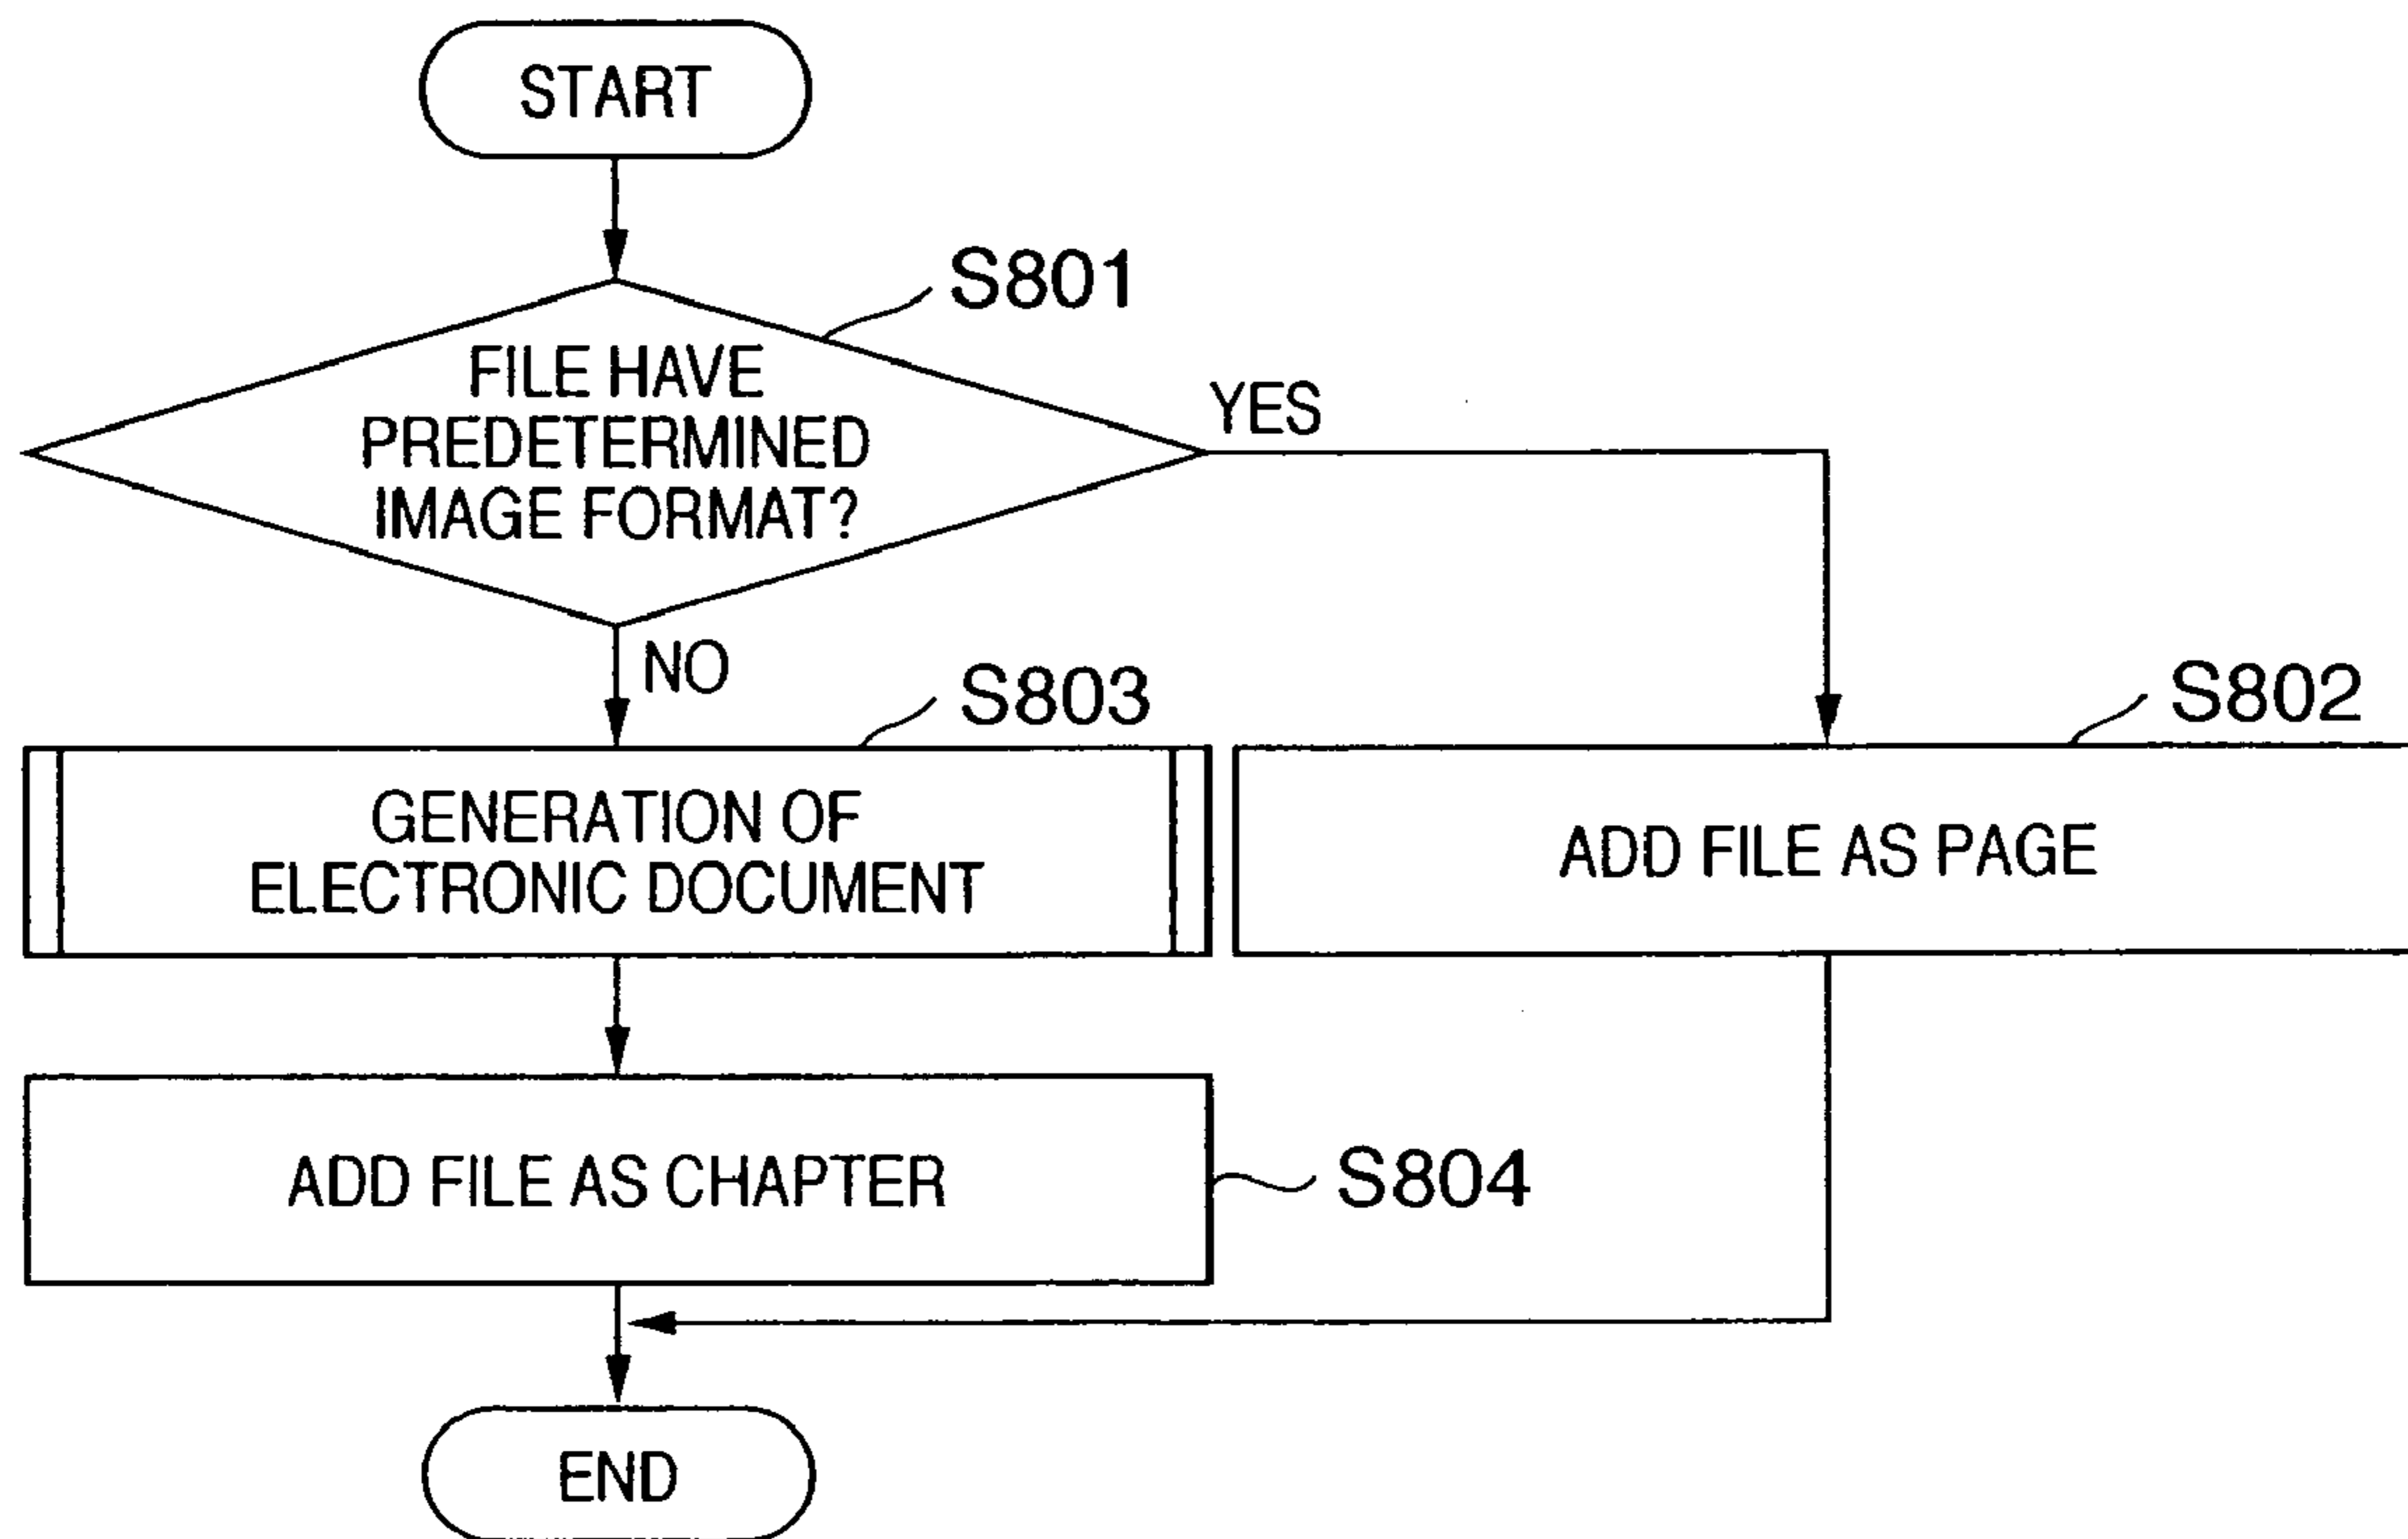 START
S801
FILE HAVE
PREDETERMINED
IMAGE FORMAT?
YES
NO
S803
S802
GENERATION OF
ELECTRONIC DOCUMENT
ADD FILE AS PAGE
ADD FILE AS CHAPTER
S804
END